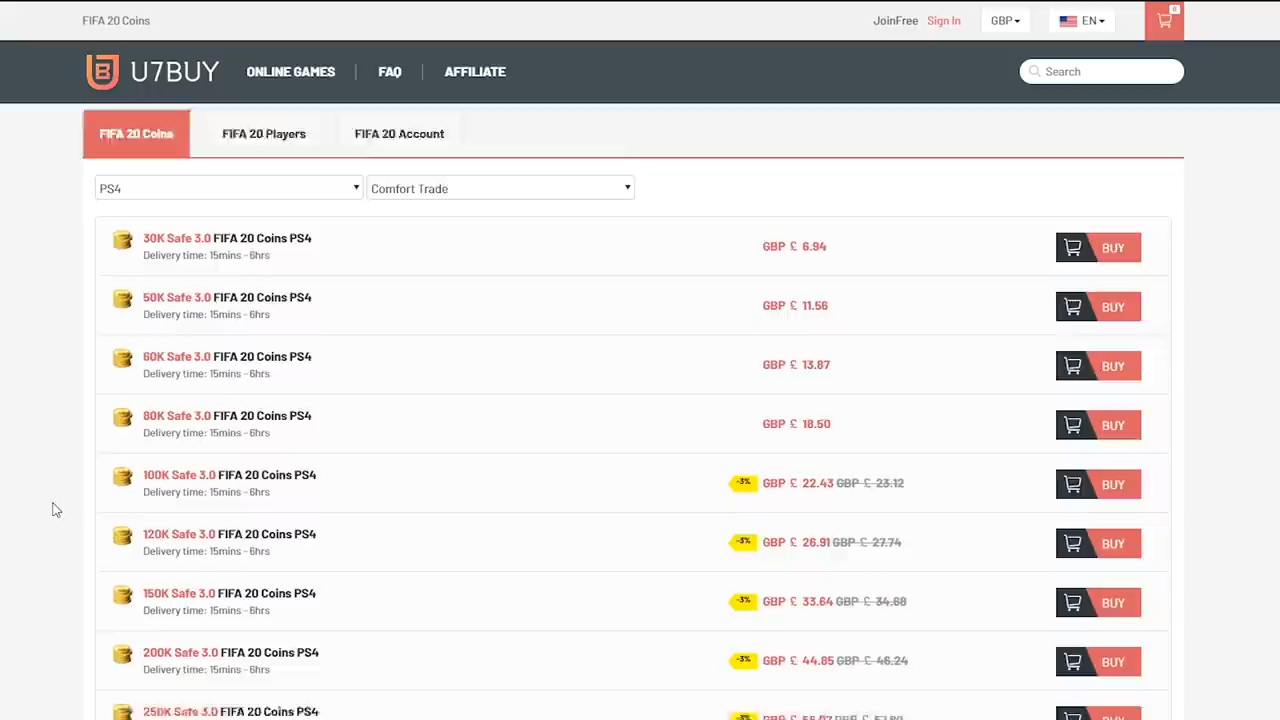 FIFA 20 Coins
JoinFree Sign In GBP EN 0
U7BUY ONLINE GAMES FAQ AFFILIATE Search
FIFA 20 Coins FIFA 20 Players FIFA 20 Account
PS4 Comfort Trade
30K Safe 3.0 FIFA 20 Coins PS4
Delivery time: 15mins - 6hrs
GBP £ 6.94 BUY
50K Safe 3.0 FIFA 20 Coins PS4
Delivery time: 15mins - 6hrs
GBP £ 11.56 BUY
60K Safe 3.0 FIFA 20 Coins PS4
Delivery time: 15mins - 6hrs
GBP £ 13.87 BUY
80K Safe 3.0 FIFA 20 Coins PS4
Delivery time: 15mins - 6hrs
GBP £ 18.50 BUY
100K Safe 3.0 FIFA 20 Coins PS4
Delivery time: 15mins - 6hrs
-3% GBP £ 22.43 GBP £ 23.12 BUY
120K Safe 3.0 FIFA 20 Coins PS4
Delivery time: 15mins - 6hrs
-3% GBP £ 26.91 GBP £ 27.74 BUY
150K Safe 3.0 FIFA 20 Coins PS4
Delivery time: 15mins - 6hrs
-3% GBP £ 33.64 GBP £ 34.68 BUY
200K Safe 3.0 FIFA 20 Coins PS4
Delivery time: 15mins - 6hrs
-3% GBP £ 44.85 GBP £ 46.24 BUY
250K Safe 3.0 FIFA 20 Coins PS4